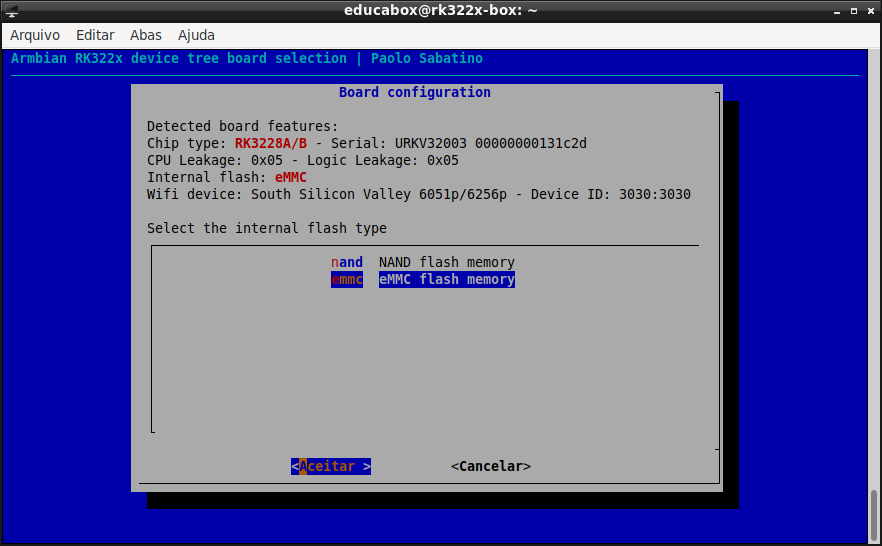 educabox@rk322x-box: ~
Arquivo Editar Abas Ajuda
Armbian RK322x device tree board selection | Paolo Sabatino
Board configuration
Detected board features:
Chip type: RK3228A/B - Serial: URKV32003 00000000131c2d
CPU Leakage: 0x05 - Logic Leakage: 0x05
Internal flash: eMMC
Wifi device: South Silicon Valley 6051p/6256p - Device ID: 3030:3030
Select the internal flash type
nand NAND flash memory
emmc eMMC flash memory
<Aceitar > <Cancelar>